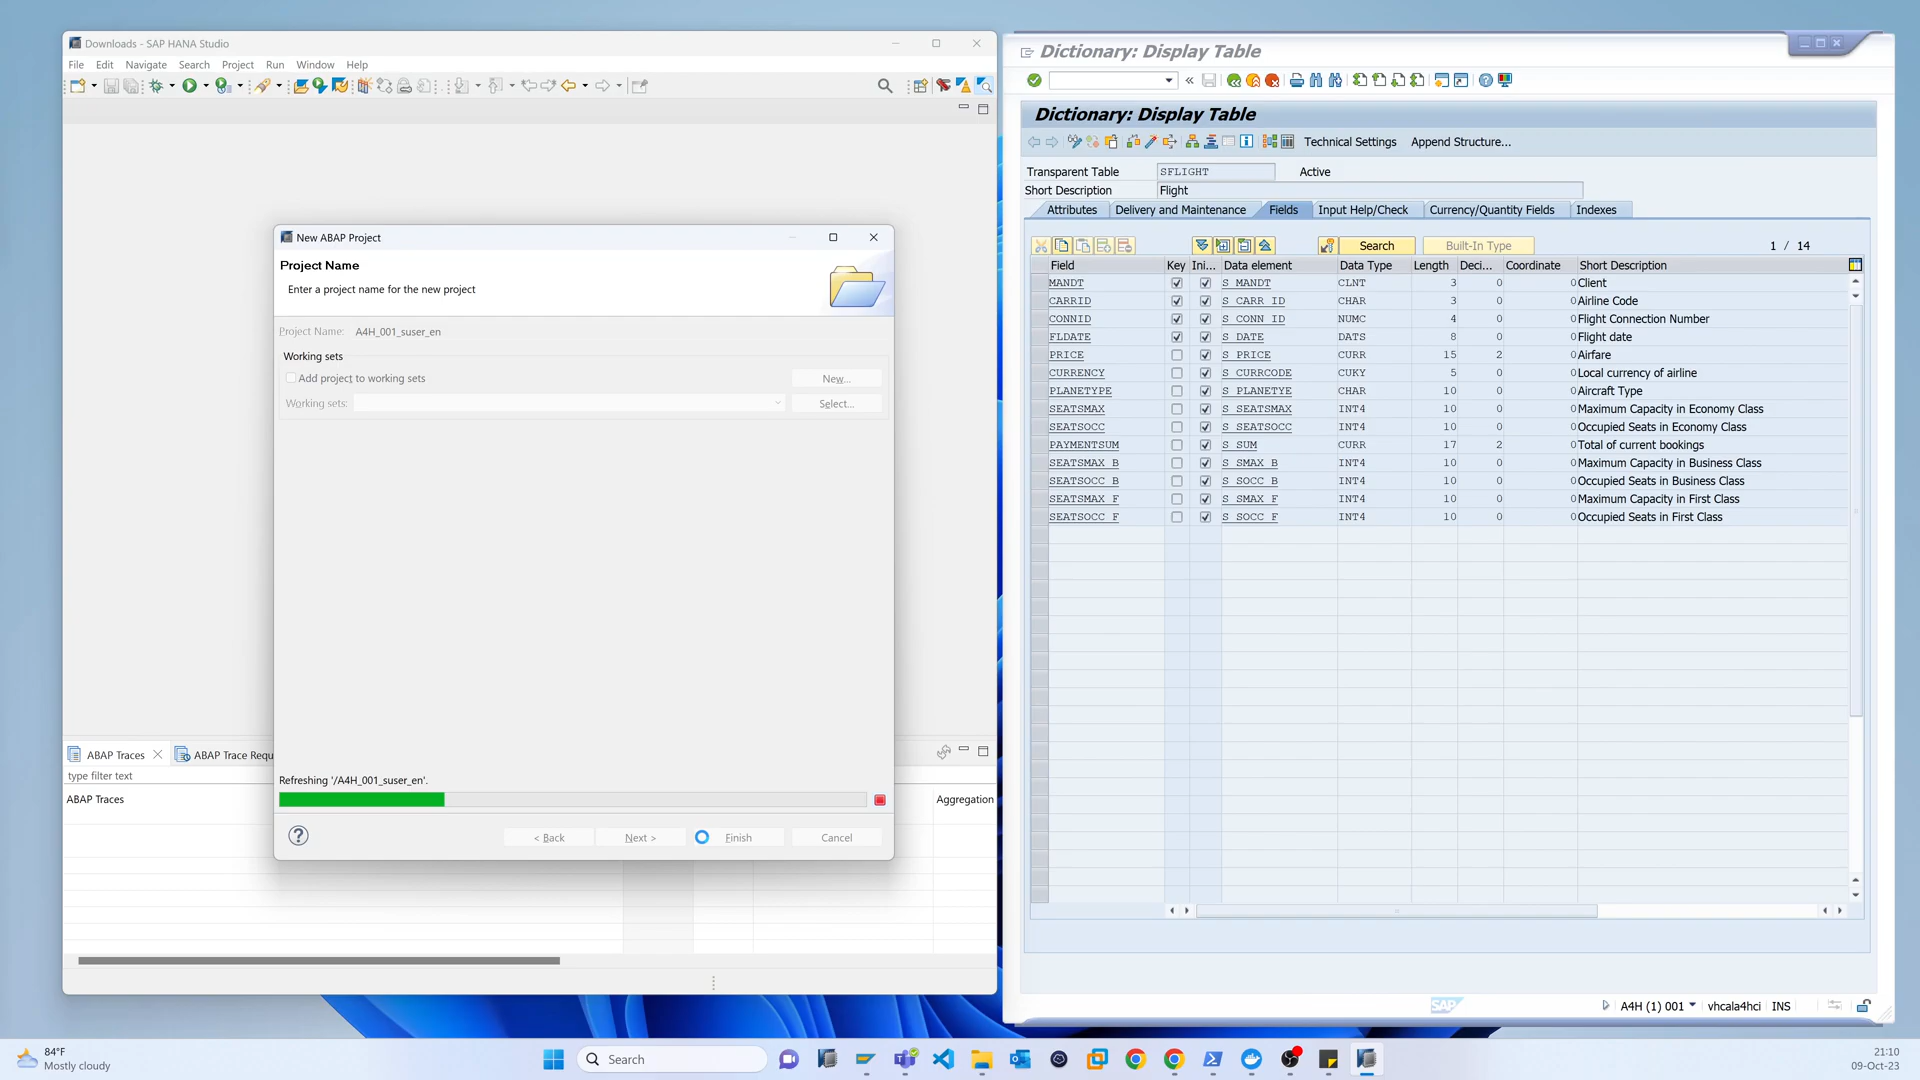 Downloads - SAP HANA Studio
File Edit Navigate Search Project Run Window Help
New ABAP Project
Project Name
Enter a project name for the new project
Project Name: A4H_001_suser_en
Working sets
Add project to working sets
New...
Working sets:
Select...
Refreshing '/A4H_001_suser_en'.
< Back
Next >
Finish
Cancel
ABAP Traces
ABAP Trace Requ
type filter text
ABAP Traces
Aggregation
Dictionary: Display Table
Dictionary: Display Table
Technical Settings Append Structure...
Transparent Table SFLIGHT Active
Short Description Flight
Attributes Delivery and Maintenance Fields Input Help/Check Currency/Quantity Fields Indexes
Search Built-In Type 1 / 14
Field Key Ini... Data element Data Type Length Deci... Coordinate Short Description
MANDT S_MANDT CLNT 3 0 0 Client
CARRID S_CARR_ID CHAR 3 0 0 Airline Code
CONNID S_CONN_ID NUMC 4 0 0 Flight Connection Number
FLDATE S_DATE DATS 8 0 0 Flight date
PRICE S_PRICE CURR 15 2 0 Airfare
CURRENCY S_CURRCODE CUKY 5 0 0 Local currency of airline
PLANETYPE S_PLANETYE CHAR 10 0 0 Aircraft Type
SEATSMAX S_SEATSMAX INT4 10 0 0 Maximum Capacity in Economy Class
SEATSOCC S_SEATSOCC INT4 10 0 0 Occupied Seats in Economy Class
PAYMENTSUM S_SUM CURR 17 2 0 Total of current bookings
SEATSMAX_B S_SMAX_B INT4 10 0 0 Maximum Capacity in Business Class
SEATSOCC_B S_SOCC_B INT4 10 0 0 Occupied Seats in Business Class
SEATSMAX_F S_SMAX_F INT4 10 0 0 Maximum Capacity in First Class
SEATSOCC_F S_SOCC_F INT4 10 0 0 Occupied Seats in First Class
SAP
A4H (1) 001 vhcala4hci INS
84°F
Mostly cloudy
Search
21:10
09-Oct-23